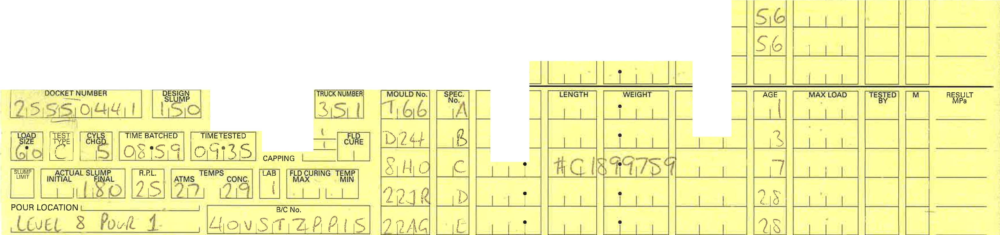 56
56
DOCKET NUMBER DESIGN SLUMP TRUCK NUMBER MOULD No. SPEC. No. LENGTH WEIGHT AGE MAX LOAD TESTED BY M RESULT MPa
25550441 150 351 T66 A 1
LOAD SIZE TEST TYPE CYLS CHGD TIME BATCHED TIME TESTED FLD CURE
6.0 C 5 08.59 09.35 D24H B 3
CAPPING
8HO C #C1899759 7
SLUMP LIMIT ACTUAL SLUMP INITIAL FINAL R.P.L. TEMPS ATMS CONC. LAB FLD CURING TEMP MAX MIN
180 25 27 29 1 22JR D 28
POUR LOCATION B/C No.
LEVEL 8 POUR 1 40VSTZPP15 22AG E 28